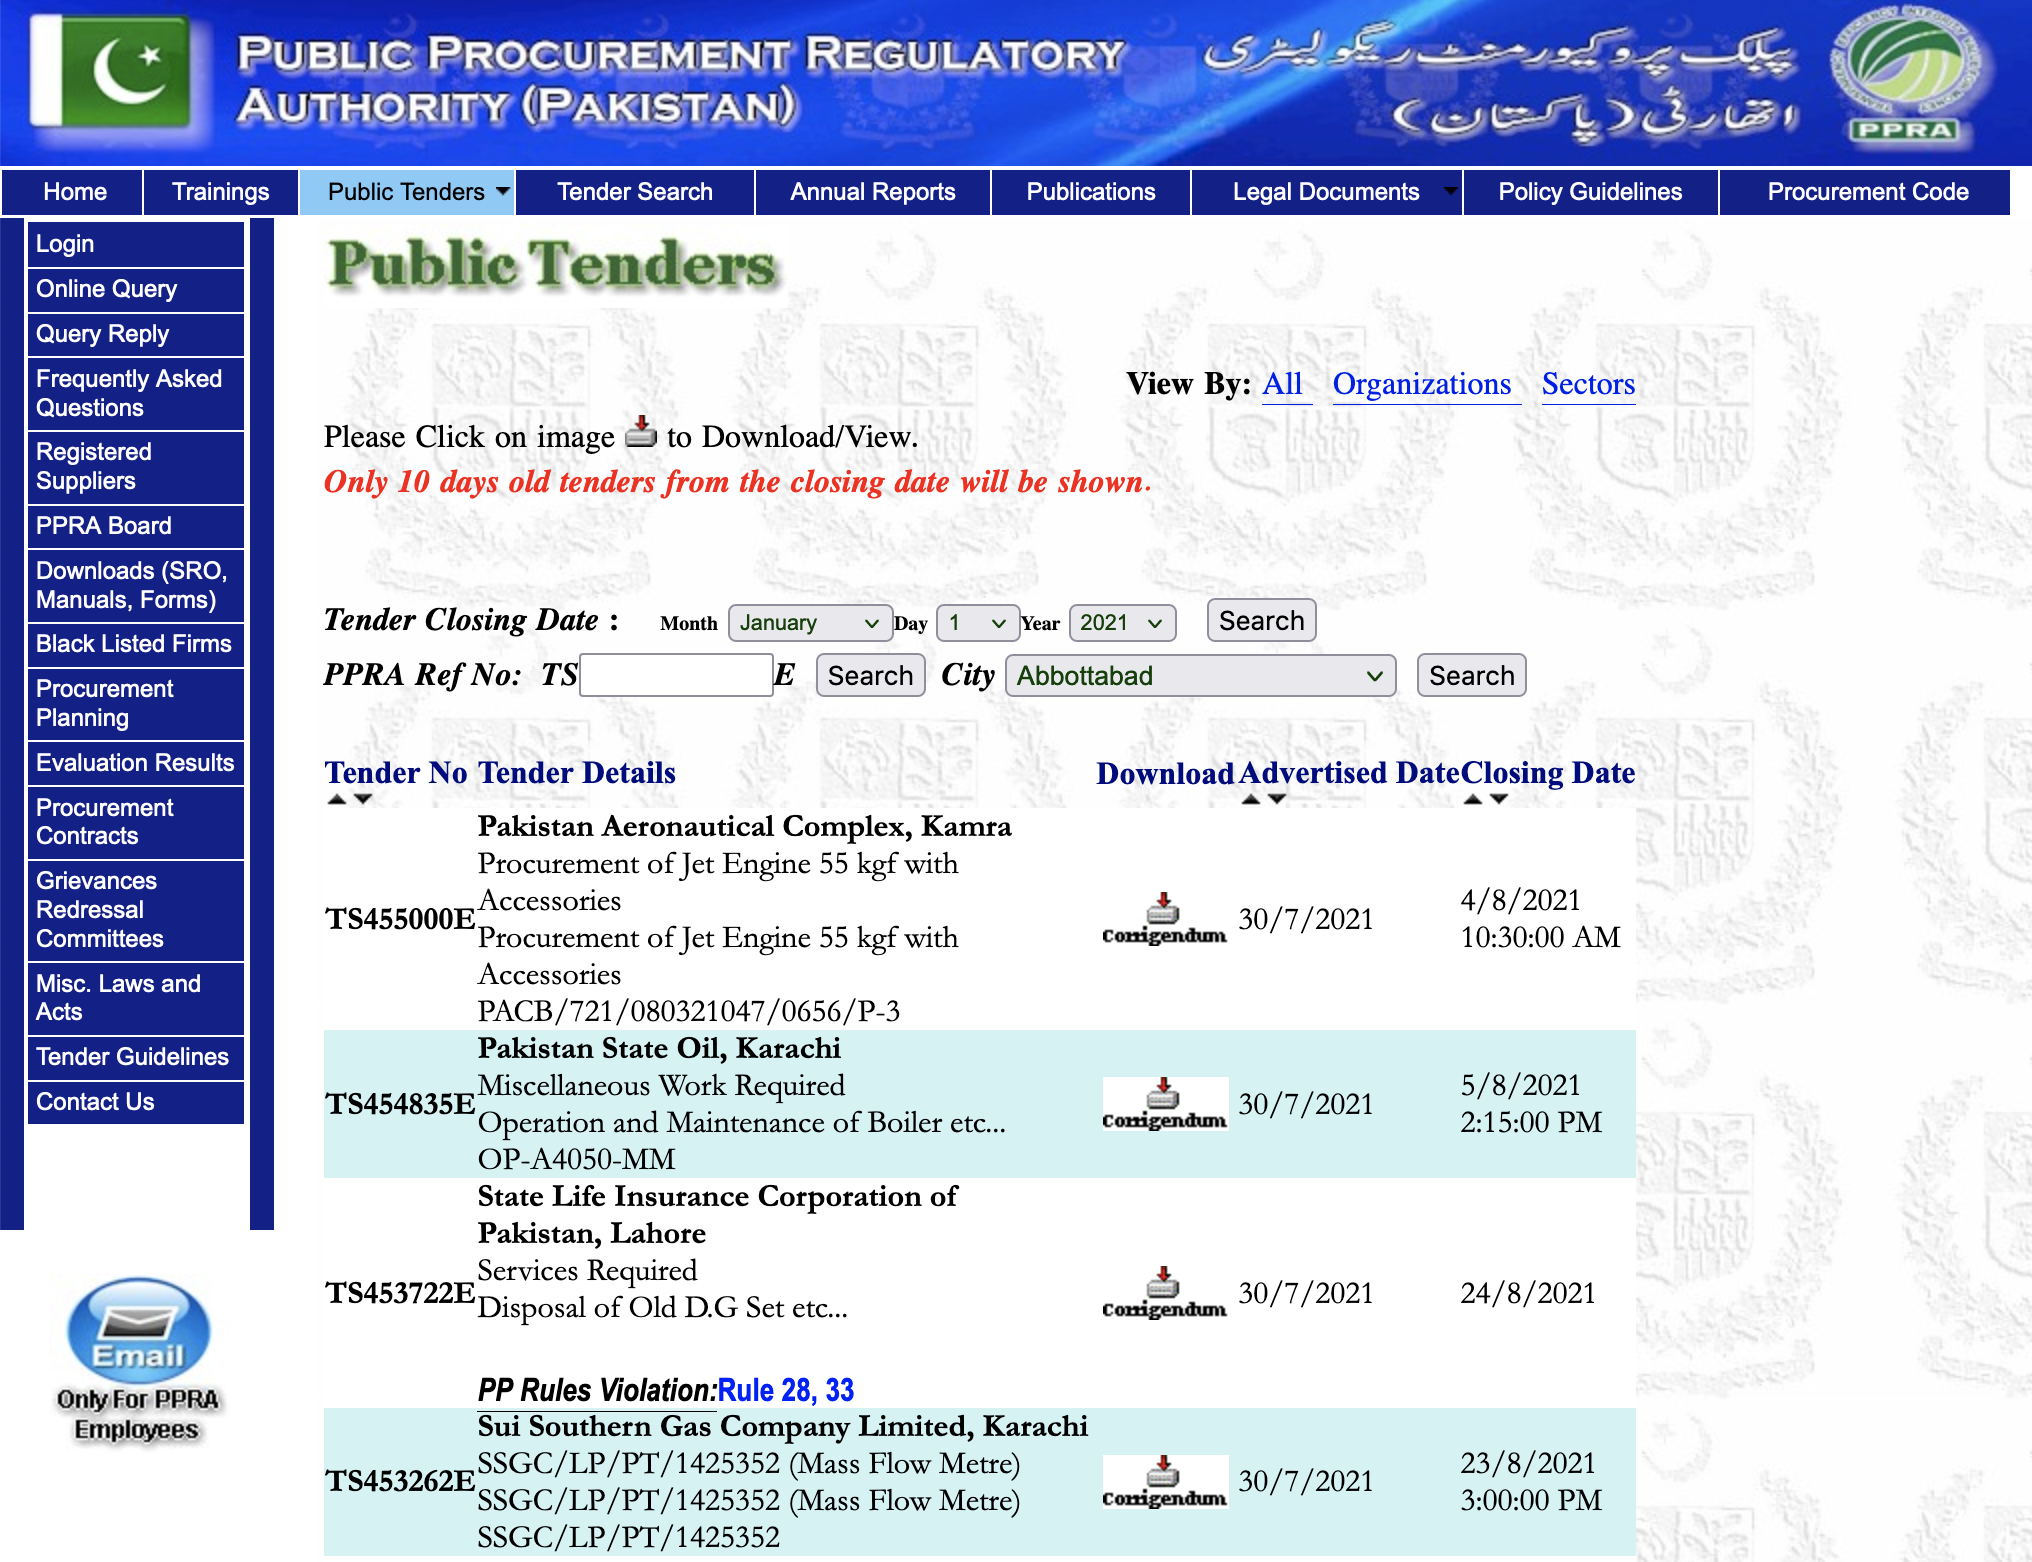 PUBLIC PROCUREMENT REGULATORY
AUTHORITY (PAKISTAN)
پبلک پروکیورمنٹ ریگولیٹری
اتھارٹی (پاکستان)
PPRA
Home
Trainings
Public Tenders
Tender Search
Annual Reports
Publications
Legal Documents
Policy Guidelines
Procurement Code
Login
Online Query
Query Reply
Frequently Asked
Questions
Registered
Suppliers
PPRA Board
Downloads (SRO,
Manuals, Forms)
Black Listed Firms
Procurement
Planning
Evaluation Results
Procurement
Contracts
Grievances
Redressal
Committees
Misc. Laws and
Acts
Tender Guidelines
Contact Us
Email
Only For PPRA
Employees
Public Tenders
View By: All Organizations Sectors
Please Click on image to Download/View.
Only 10 days old tenders from the closing date will be shown.
Tender Closing Date : Month January Day 1 Year 2021 Search
PPRA Ref No: TS E Search City Abbottabad Search
Tender No Tender Details Download Advertised Date Closing Date
Pakistan Aeronautical Complex, Kamra
Procurement of Jet Engine 55 kgf with
Accessories
TS455000E
Procurement of Jet Engine 55 kgf with
Accessories
PACB/721/080321047/0656/P-3
Corrigendum
30/7/2021
4/8/2021
10:30:00 AM
Pakistan State Oil, Karachi
Miscellaneous Work Required
TS454835E
Operation and Maintenance of Boiler etc...
OP-A4050-MM
Corrigendum
30/7/2021
5/8/2021
2:15:00 PM
State Life Insurance Corporation of
Pakistan, Lahore
Services Required
TS453722E
Disposal of Old D.G Set etc...
Corrigendum
30/7/2021
24/8/2021
PP Rules Violation:Rule 28, 33
Sui Southern Gas Company Limited, Karachi
SSGC/LP/PT/1425352 (Mass Flow Metre)
TS453262E
SSGC/LP/PT/1425352 (Mass Flow Metre)
SSGC/LP/PT/1425352
Corrigendum
30/7/2021
23/8/2021
3:00:00 PM